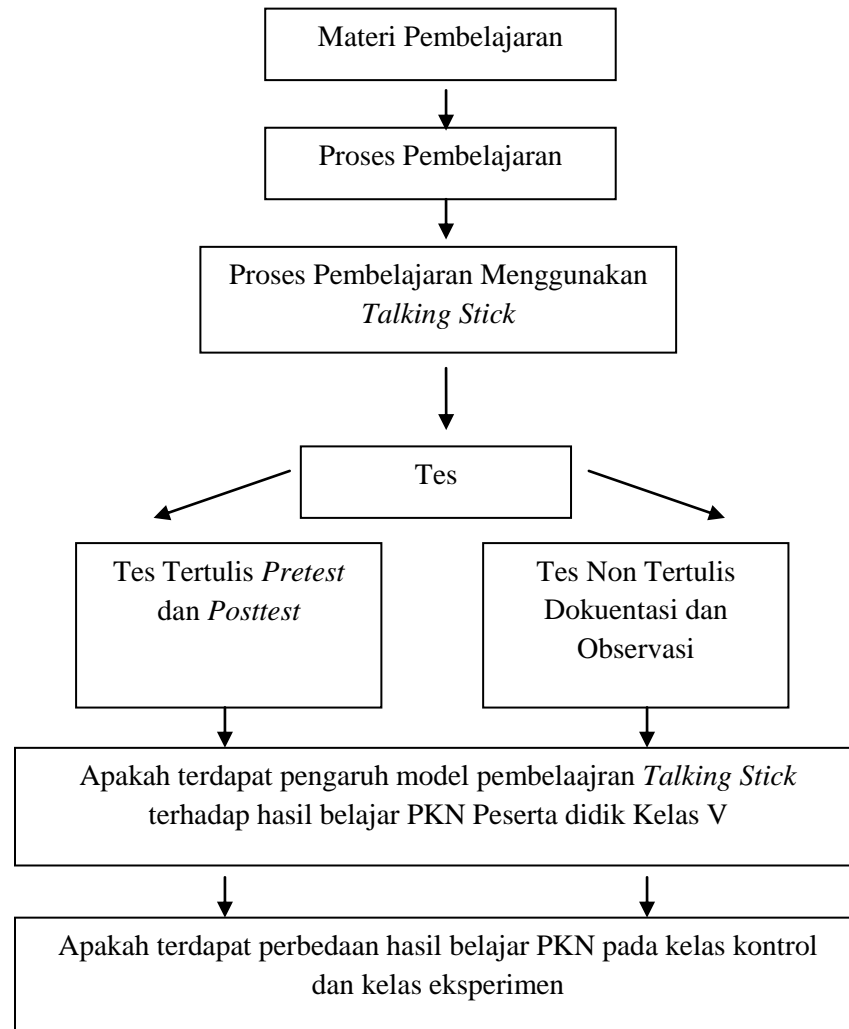 Materi Pembelajaran
Proses Pembelajaran
Proses Pembelajaran Menggunakan
Talking Stick
Tes
Tes Tertulis Pretest
dan Posttest
Tes Non Tertulis
Dokuentasi dan
Observasi
Apakah terdapat pengaruh model pembelaajran Talking Stick
terhadap hasil belajar PKN Peserta didik Kelas V
Apakah terdapat perbedaan hasil belajar PKN pada kelas kontrol
dan kelas eksperimen